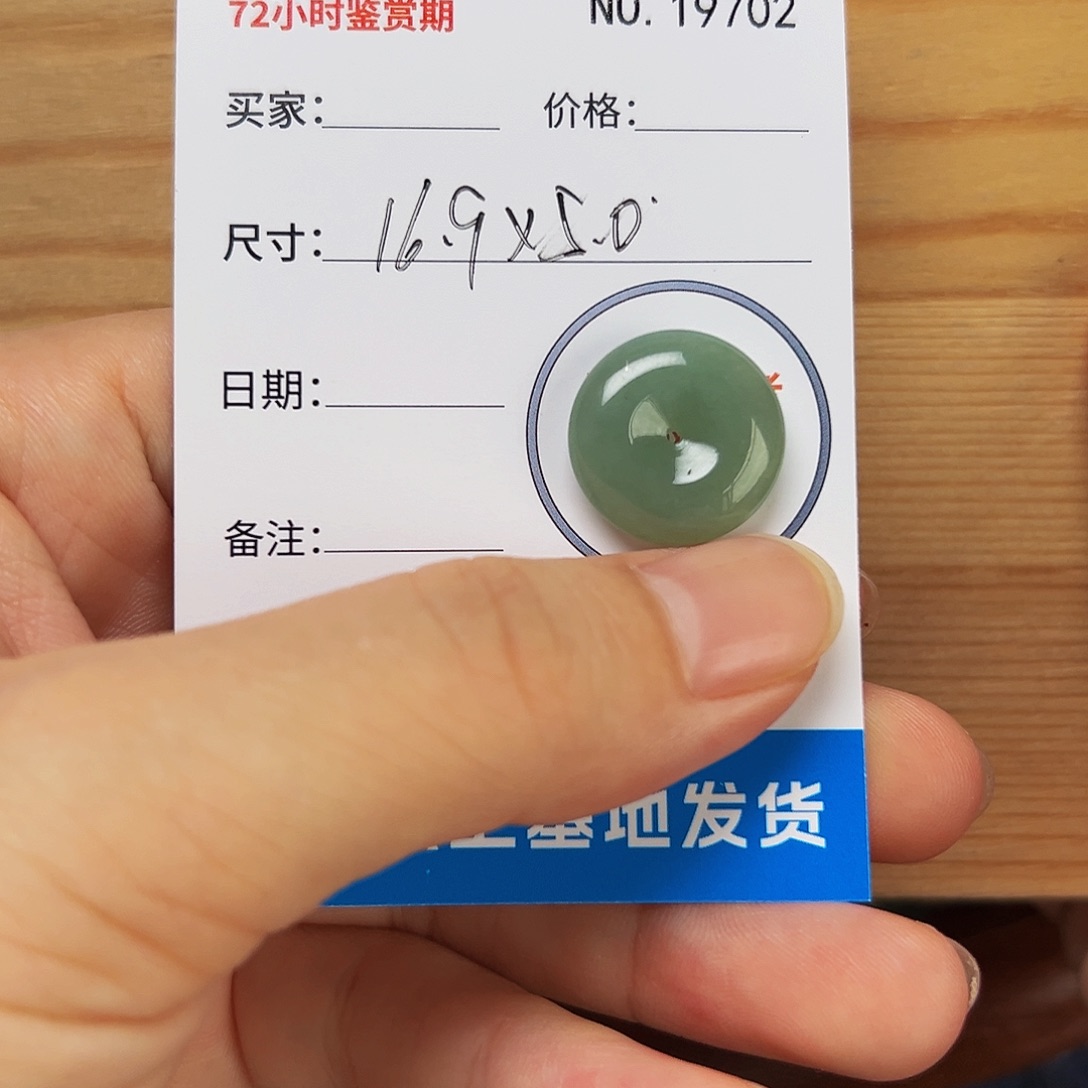 72小时鉴赏期 NO.19702
买家： 价格：
尺寸：16.9x5.0
日期：
备注：
基地发货